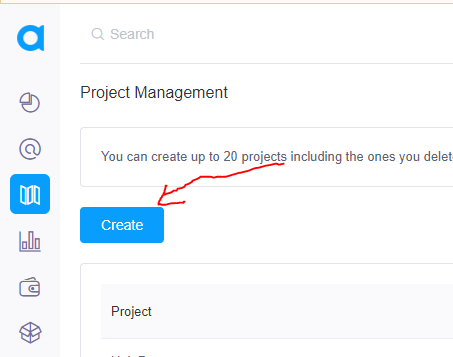 Search
Project Management
You can create up to 20 projects including the ones you delet
Create
Project